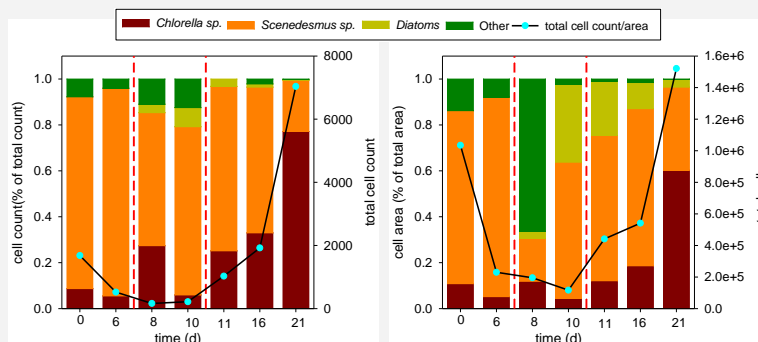 Chlorella sp. Scenedesmus sp. Diatoms Other total cell count/area
cell count(% of total count)
1.0
0.8
0.6
0.4
0.2
0.0
8000
6000
4000
2000
0
total cell count
0 6 8 10 11 16 21
time (d)
cell area (% of total area)
1.0
0.8
0.6
0.4
0.2
0.0
1.6e+6
1.4e+6
1.2e+6
1.0e+6
8.0e+5
6.0e+5
4.0e+5
2.0e+5
0.0
0 6 8 10 11 16 21
time (d)